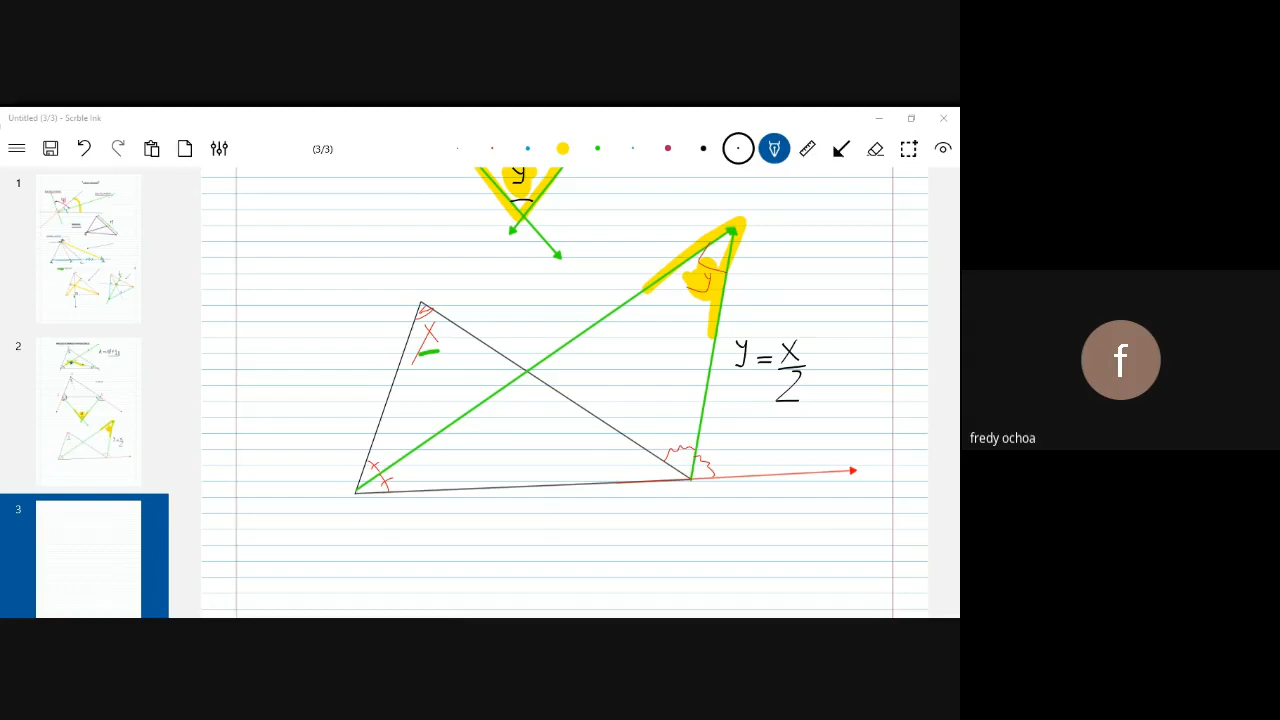 Untitled (3/3) - Scrble Ink
(3/3)
1
2
3
y
y
x
y = x/2
x
x
f
fredy ochoa